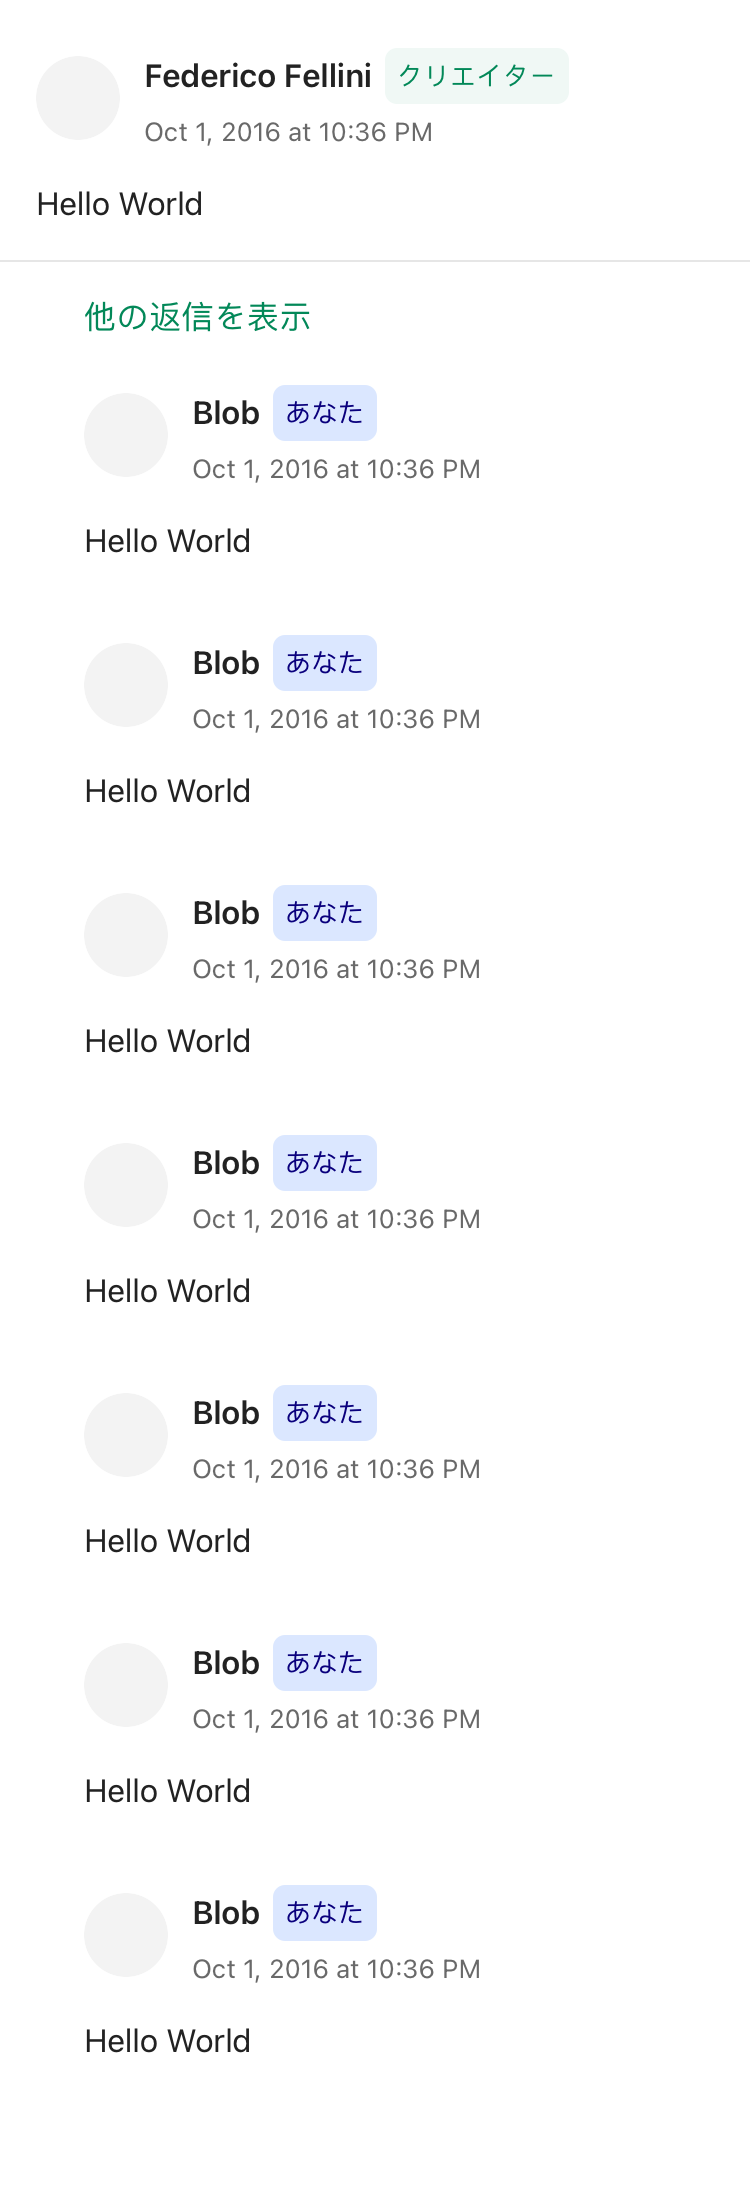 Federico Fellini クリエイター
Oct 1, 2016 at 10:36 PM
Hello World
他の返信を表示
Blob あなた
Oct 1, 2016 at 10:36 PM
Hello World
Blob あなた
Oct 1, 2016 at 10:36 PM
Hello World
Blob あなた
Oct 1, 2016 at 10:36 PM
Hello World
Blob あなた
Oct 1, 2016 at 10:36 PM
Hello World
Blob あなた
Oct 1, 2016 at 10:36 PM
Hello World
Blob あなた
Oct 1, 2016 at 10:36 PM
Hello World
Blob あなた
Oct 1, 2016 at 10:36 PM
Hello World